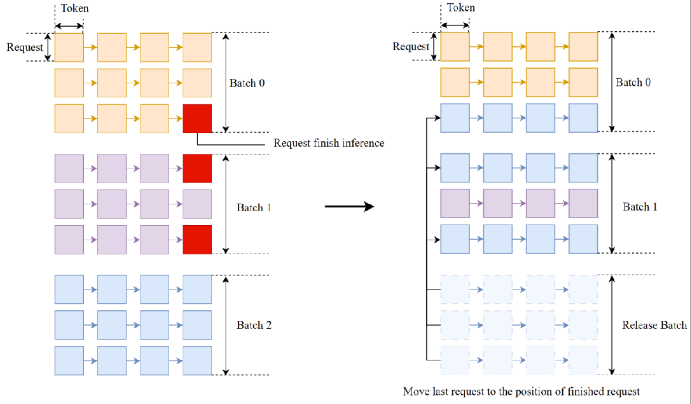 Token
Request
Batch 0
Request finish inference
Batch 1
Batch 2
Token
Request
Batch 0
Batch 1
Release Batch
Move last request to the position of finished request